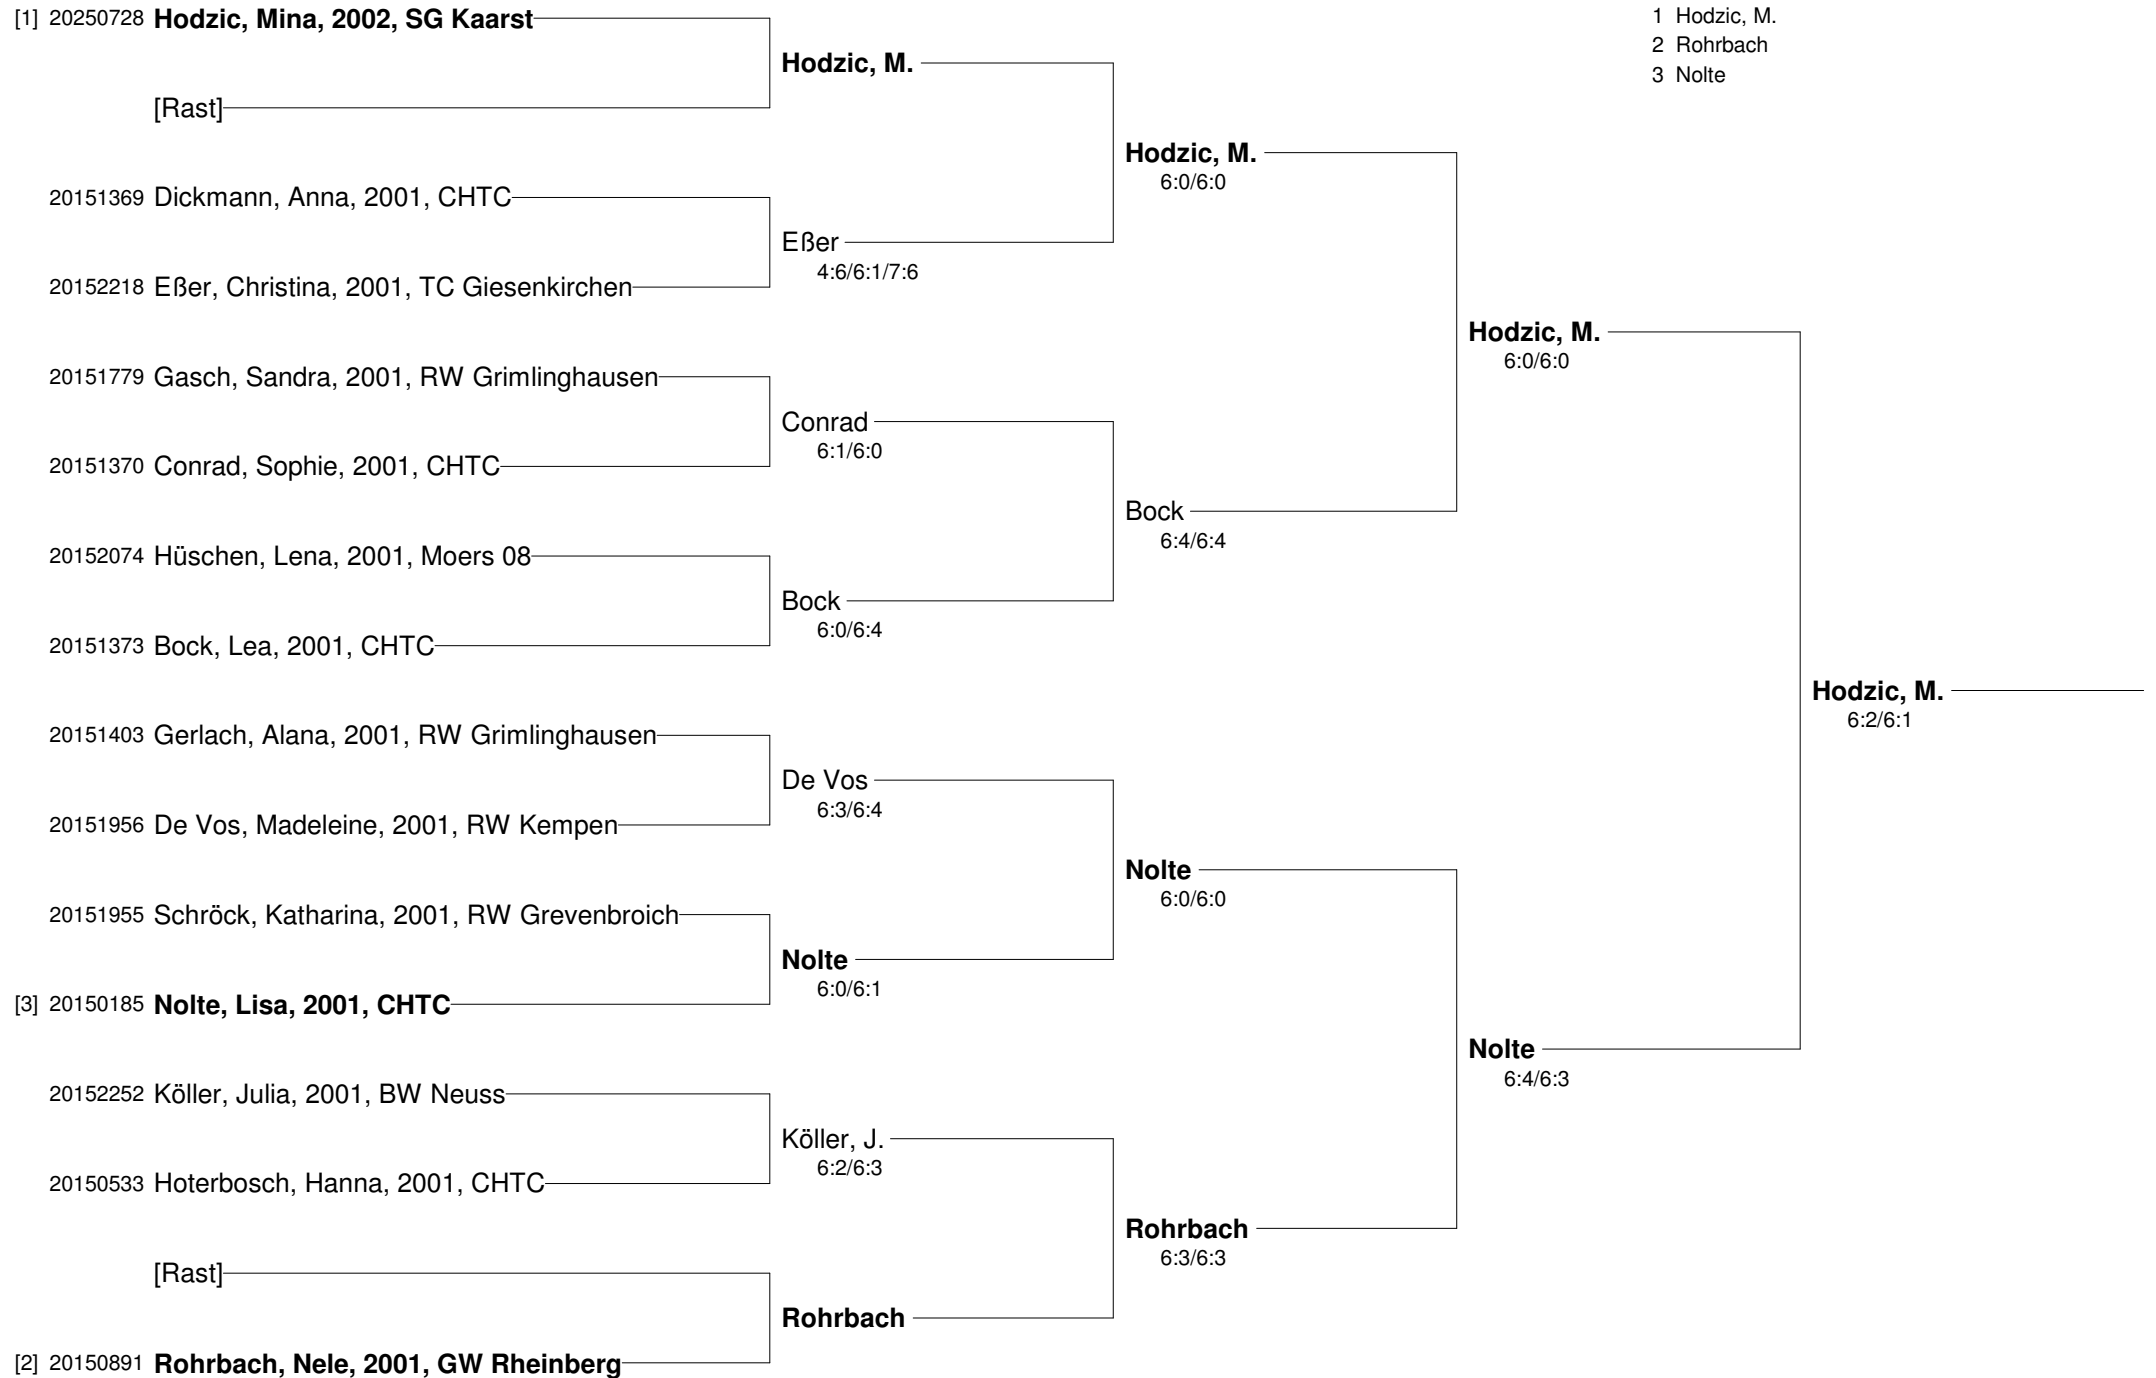 [1] 20250728 Hodzic, Mina, 2002, SG Kaarst
[Rast]
20151369 Dickmann, Anna, 2001, CHTC
20152218 Eßer, Christina, 2001, TC Giesenkirchen
20151779 Gasch, Sandra, 2001, RW Grimlinghausen
20151370 Conrad, Sophie, 2001, CHTC
20152074 Hüschen, Lena, 2001, Moers 08
20151373 Bock, Lea, 2001, CHTC
20151403 Gerlach, Alana, 2001, RW Grimlinghausen
20151956 De Vos, Madeleine, 2001, RW Kempen
20151955 Schröck, Katharina, 2001, RW Grevenbroich
[3] 20150185 Nolte, Lisa, 2001, CHTC
20152252 Köller, Julia, 2001, BW Neuss
20150533 Hoterbosch, Hanna, 2001, CHTC
[Rast]
[2] 20150891 Rohrbach, Nele, 2001, GW Rheinberg
Hodzic, M.
Eßer
4:6/6:1/7:6
Conrad
6:1/6:0
Bock
6:0/6:4
De Vos
6:3/6:4
Nolte
6:0/6:1
Köller, J.
6:2/6:3
Rohrbach
Hodzic, M.
6:0/6:0
Bock
6:4/6:4
Nolte
6:0/6:0
Rohrbach
6:3/6:3
Hodzic, M.
6:0/6:0
Nolte
6:4/6:3
Hodzic, M.
6:2/6:1
1 Hodzic, M.
2 Rohrbach
3 Nolte